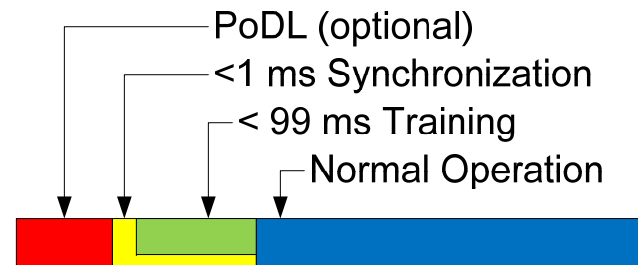 PoDL (optional)
<1 ms Synchronization
< 99 ms Training
Normal Operation